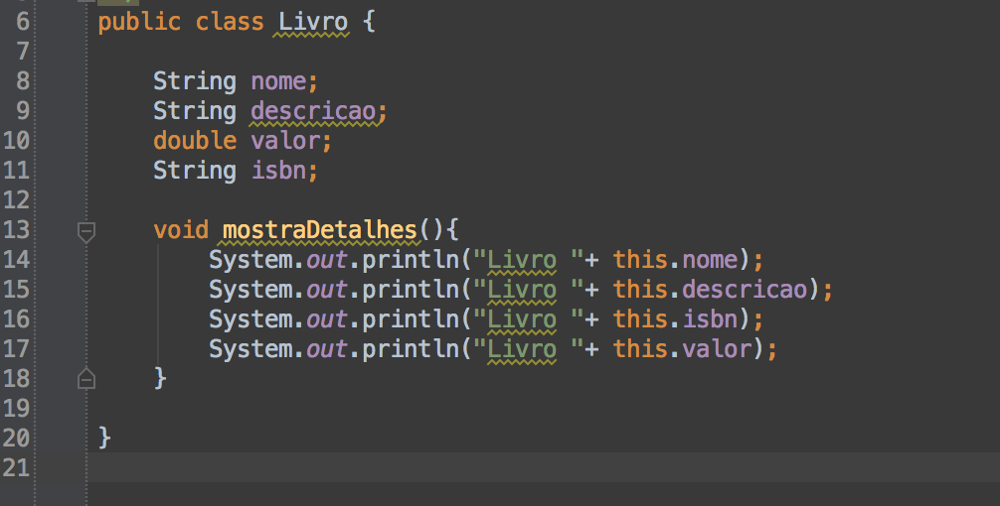 6 public class Livro {
7
8 String nome;
9 String descricao;
10 double valor;
11 String isbn;
12
13 void mostraDetalhes(){
14 System.out.println("Livro "+ this.nome);
15 System.out.println("Livro "+ this.descricao);
16 System.out.println("Livro "+ this.isbn);
17 System.out.println("Livro "+ this.valor);
18 }
19
20 }
21